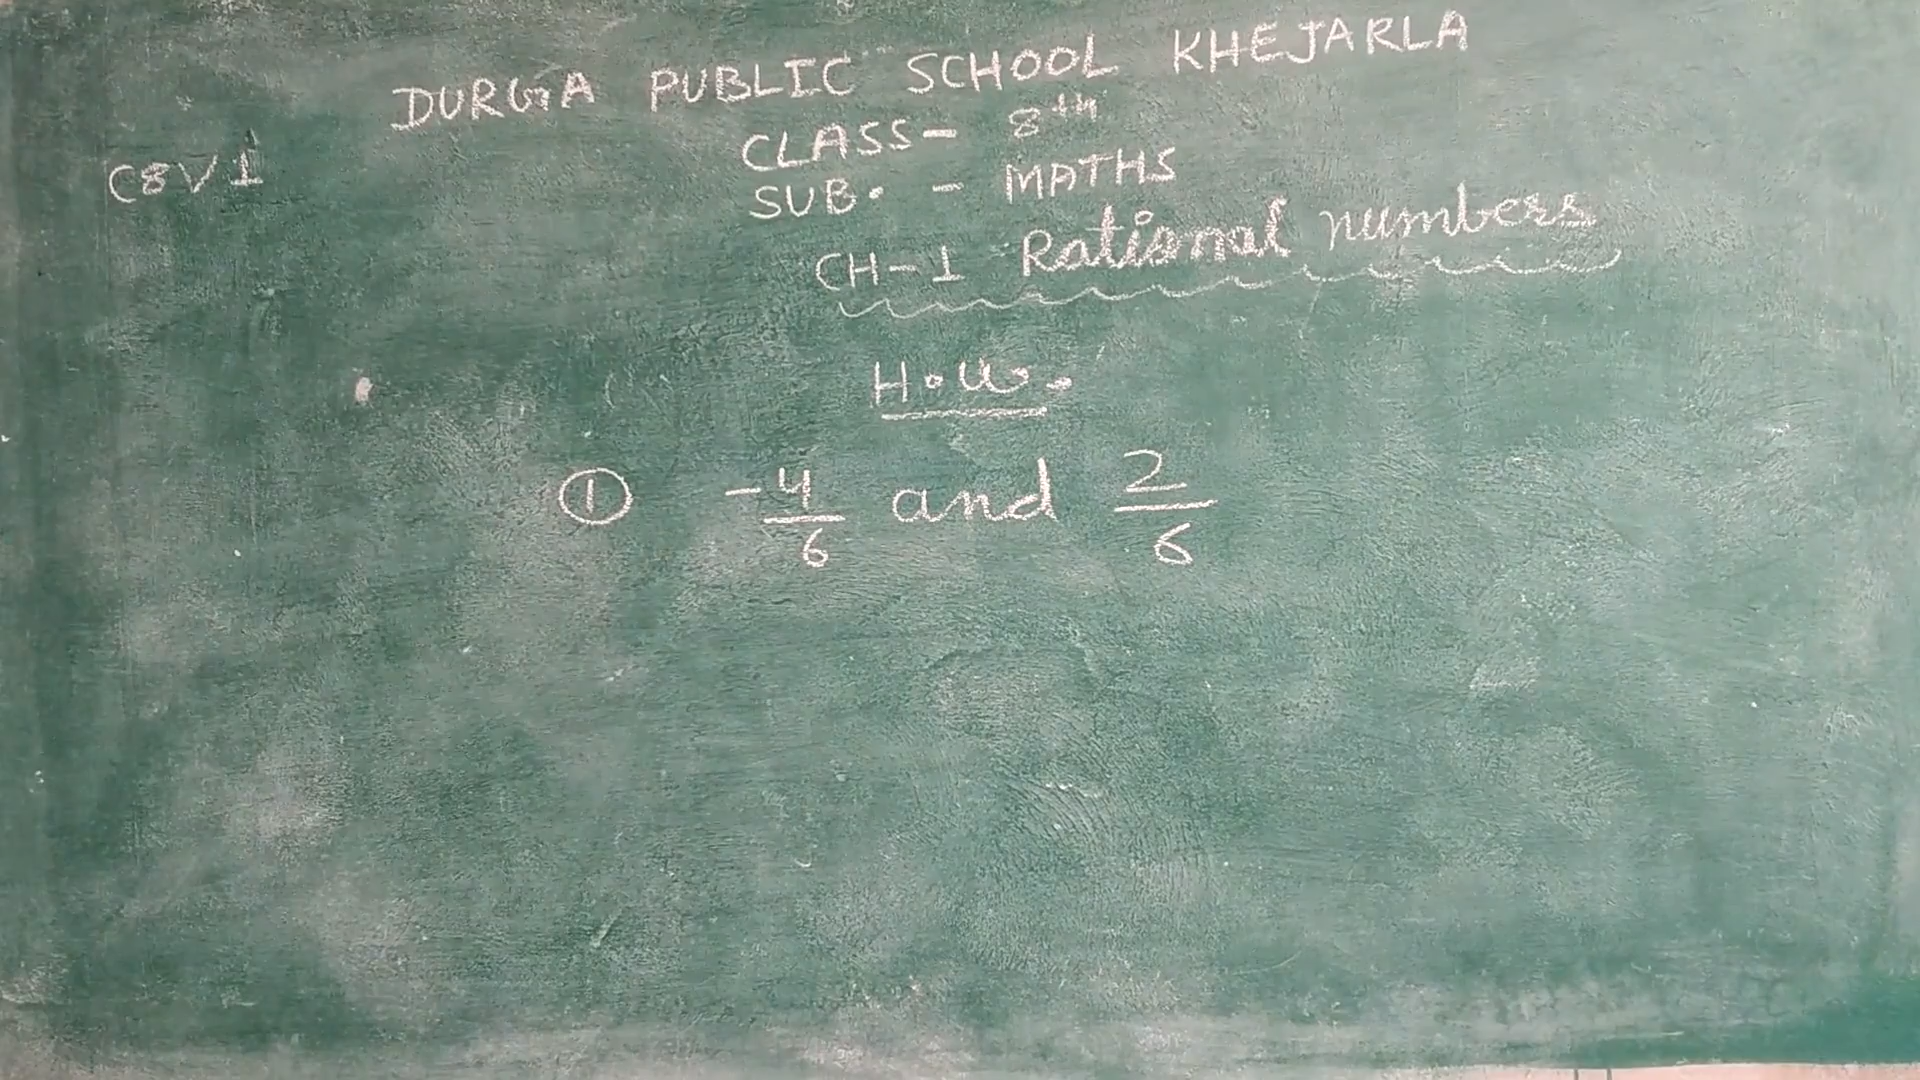 DURGA PUBLIC SCHOOL KHEJARLA
C8V1
CLASS- 8th
SUB. - MATHS
CH-1 Rational numbers
H.W.
① -4/6 and 2/6